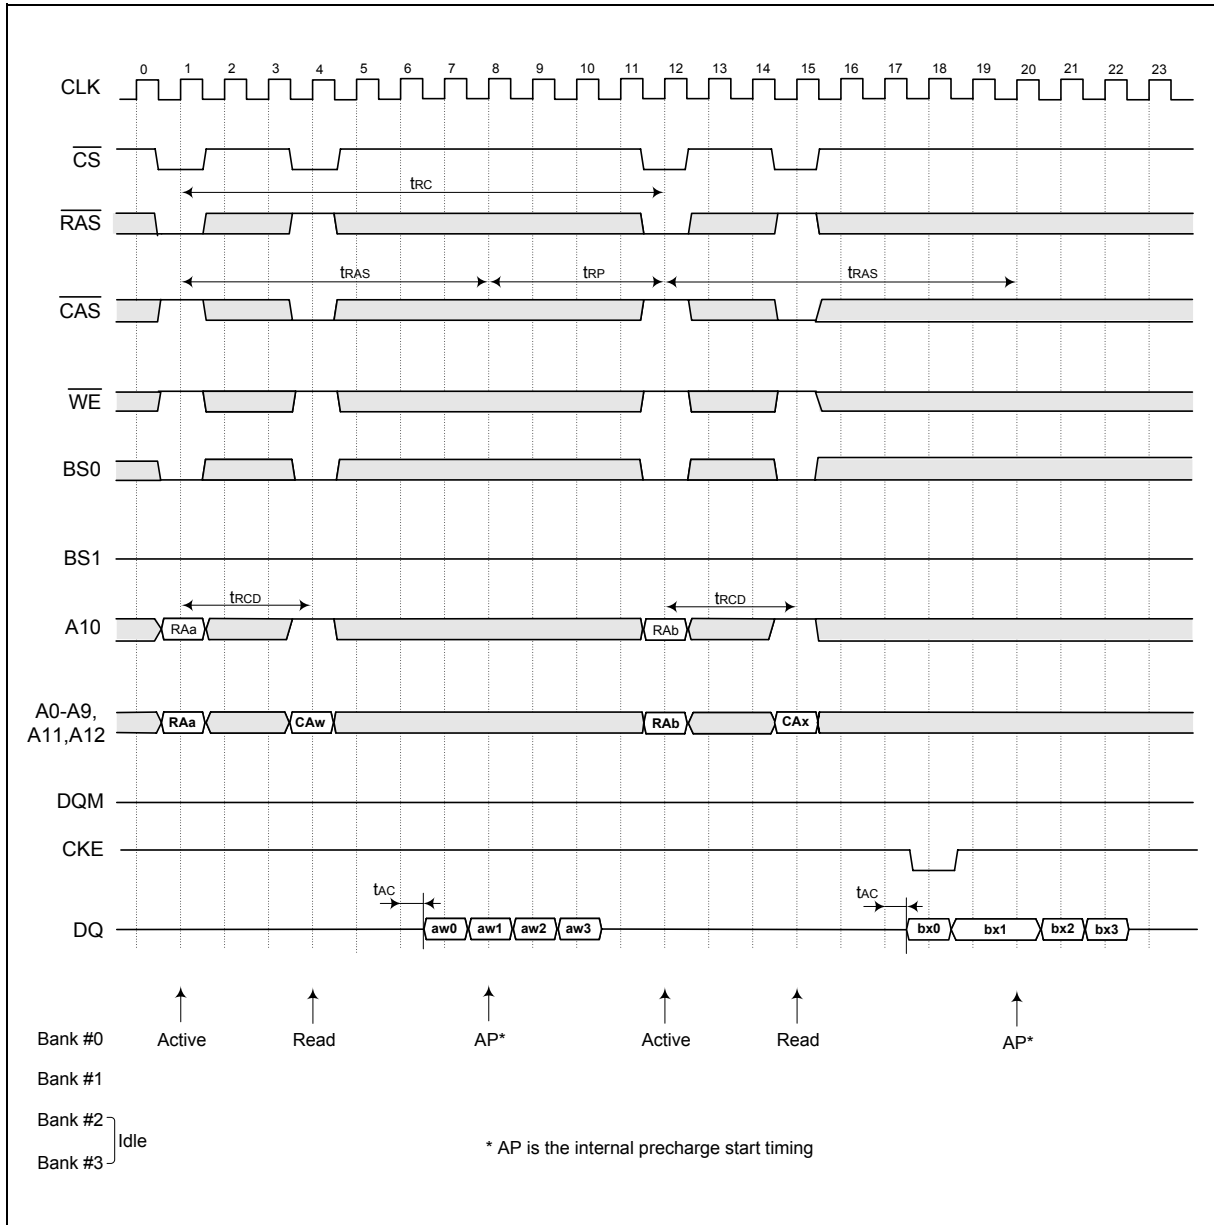 0 1 2 3 4 5 6 7 8 9 10 11 12 13 14 15 16 17 18 19 20 21 22 23
CLK
CS
tRC
RAS
tRAS tRP tRAS
CAS
WE
BS0
BS1
tRCD tRCD
A10 RAa RAb
A0-A9,
A11,A12
RAa CAw RAb CAx
DQM
CKE
tAC tAC
DQ aw0 aw1 aw2 aw3 bx0 bx1 bx2 bx3
Bank #0 Active Read AP* Active Read AP*
Bank #1
Bank #2
Idle
Bank #3
* AP is the internal precharge start timing